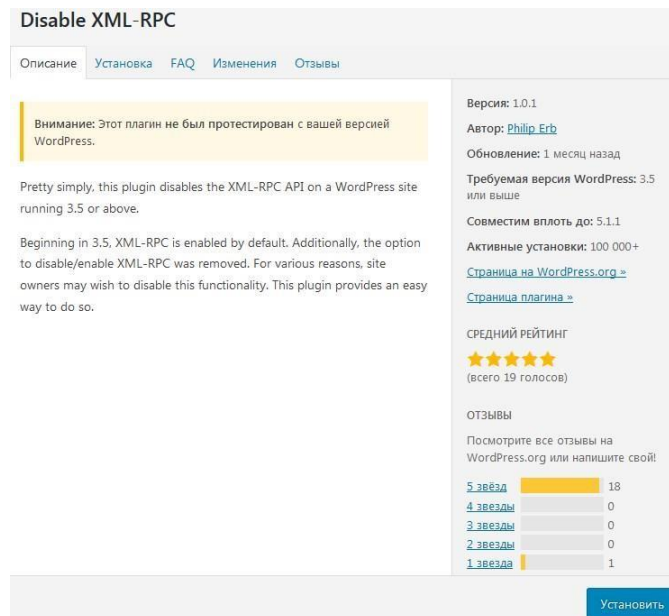 Disable XML-RPC
Описание Установка FAQ Изменения Отзывы
Внимание: Этот плагин не был протестирован с вашей версией
WordPress.
Pretty simply, this plugin disables the XML-RPC API on a WordPress site
running 3.5 or above.
Beginning in 3.5, XML-RPC is enabled by default. Additionally, the option
to disable/enable XML-RPC was removed. For various reasons, site
owners may wish to disable this functionality. This plugin provides an easy
way to do so.
Версия: 1.0.1
Автор: Philip Erb
Обновление: 1 месяц назад
Требуемая версия WordPress: 3.5
или выше
Совместим вплоть до: 5.1.1
Активные установки: 100 000+
Страница на WordPress.org »
Страница плагина »
СРЕДНИЙ РЕЙТИНГ
(всего 19 голосов)
ОТЗЫВЫ
Посмотрите все отзывы на
WordPress.org или напишите свой!
5 звёзд 18
4 звезды 0
3 звезды 0
2 звезды 0
1 звезда 1
Установить